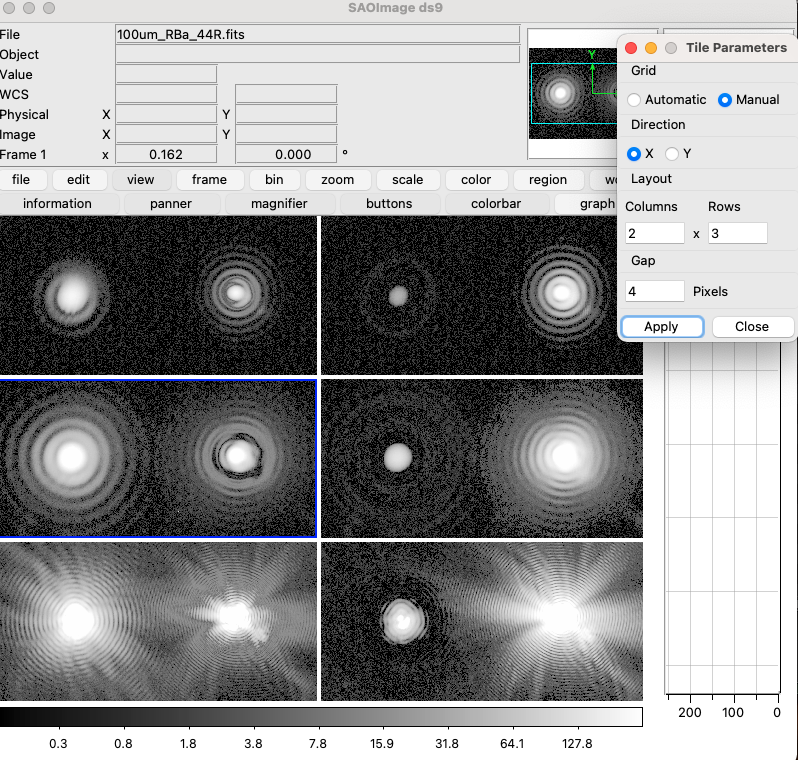 SAOImage ds9
File 100um_RBa_44R.fits
Object
Value
WCS
Physical X Y
Image X Y
Frame 1 x 0.162 0.000 °
Y
file edit view frame bin zoom scale color region
information panner magnifier buttons colorbar graph
Tile Parameters
Grid
Automatic Manual
Direction
X Y
Layout
Columns Rows
2 x 3
Gap
4 Pixels
Apply Close
200 100 0
0.3 0.8 1.8 3.8 7.8 15.9 31.8 64.1 127.8